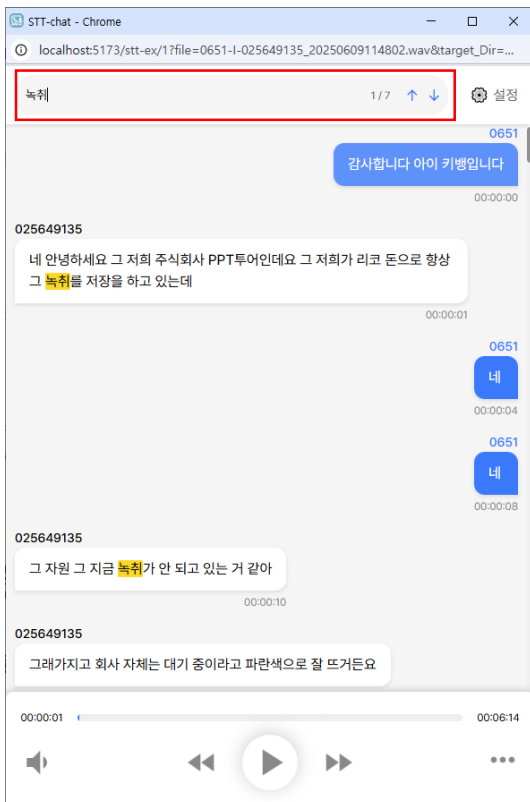 STT-chat - Chrome
localhost:5173/stt-ex/1?file=0651-I-025649135_20250609114802.wav&target_Dir=...
녹취
1/7
설정
0651
감사합니다 아이 키뱅입니다
00:00:00
025649135
네 안녕하세요 그 저희 주식회사 PPT투어인데요 그 저희가 리코 돈으로 항상
그 녹취를 저장을 하고 있는데
00:00:01
0651
네
00:00:04
0651
네
00:00:08
025649135
그 자원 그 지금 녹취가 안 되고 있는 거 같아
00:00:10
025649135
그래가지고 회사 자체는 대기 중이라고 파란색으로 잘 뜨거든요
00:00:01
00:06:14